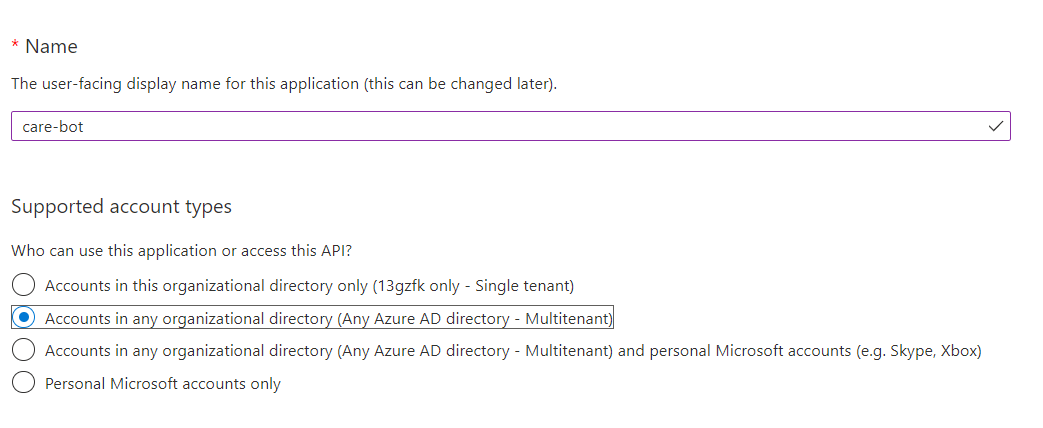 * Name
The user-facing display name for this application (this can be changed later).
care-bot
Supported account types
Who can use this application or access this API?
Accounts in this organizational directory only (13gzfk only - Single tenant)
Accounts in any organizational directory (Any Azure AD directory - Multitenant)
Accounts in any organizational directory (Any Azure AD directory - Multitenant) and personal Microsoft accounts (e.g. Skype, Xbox)
Personal Microsoft accounts only